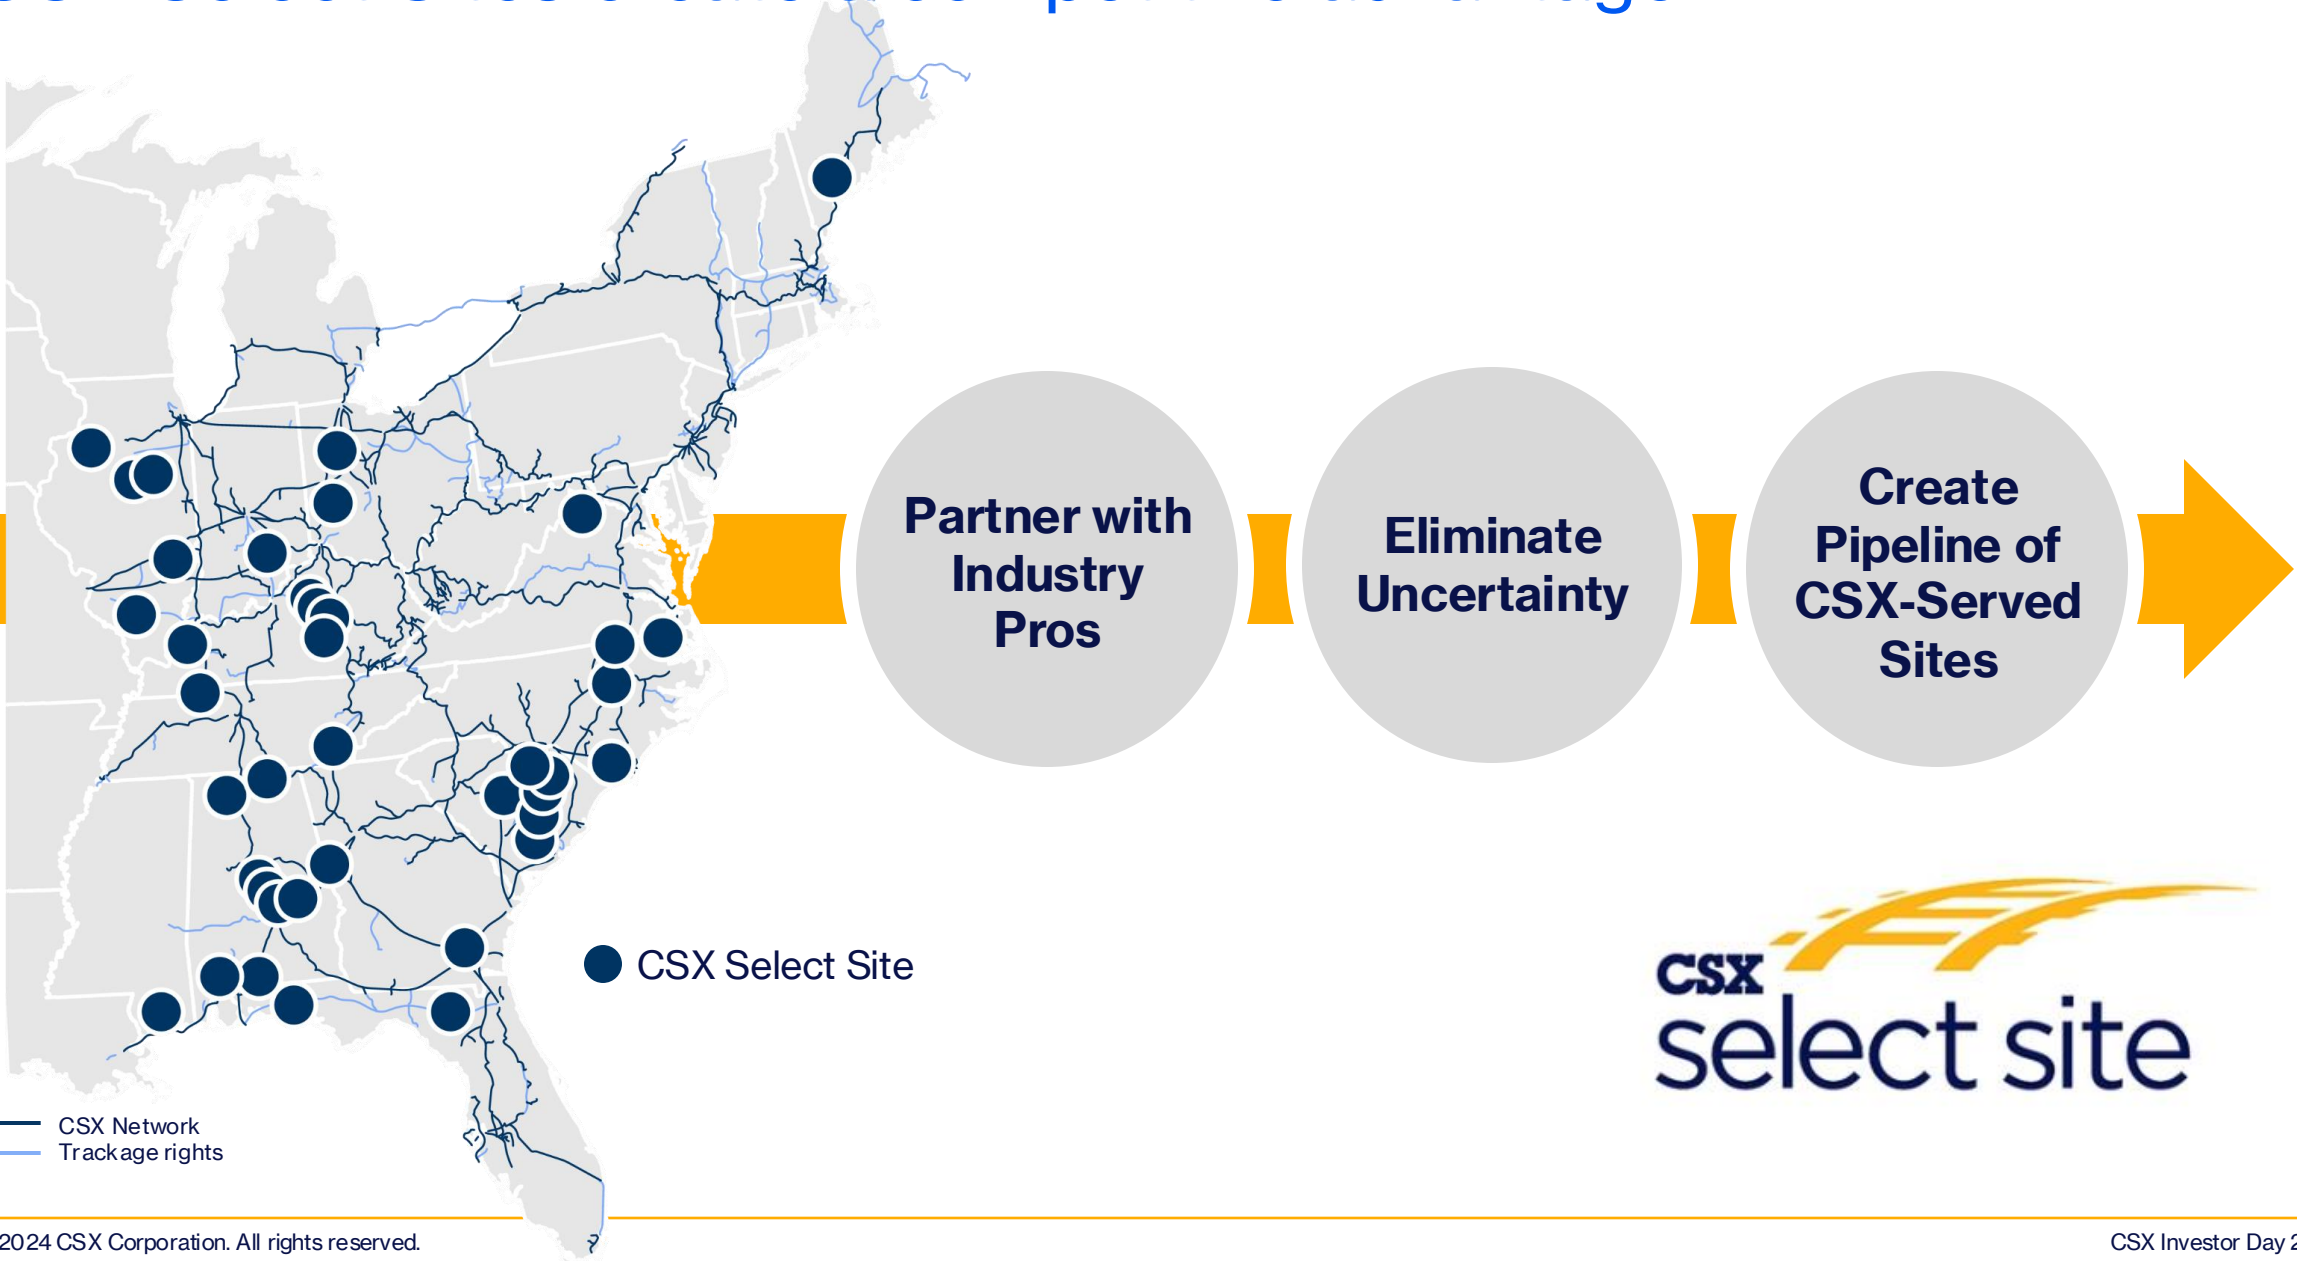 Partner with
Industry
Pros
Eliminate
Uncertainty
Create
Pipeline of
CSX-Served
Sites
CSX Select Site
CSX
select site
CSX Network
Trackage rights
2024 CSX Corporation. All rights reserved.
CSX Investor Day 2